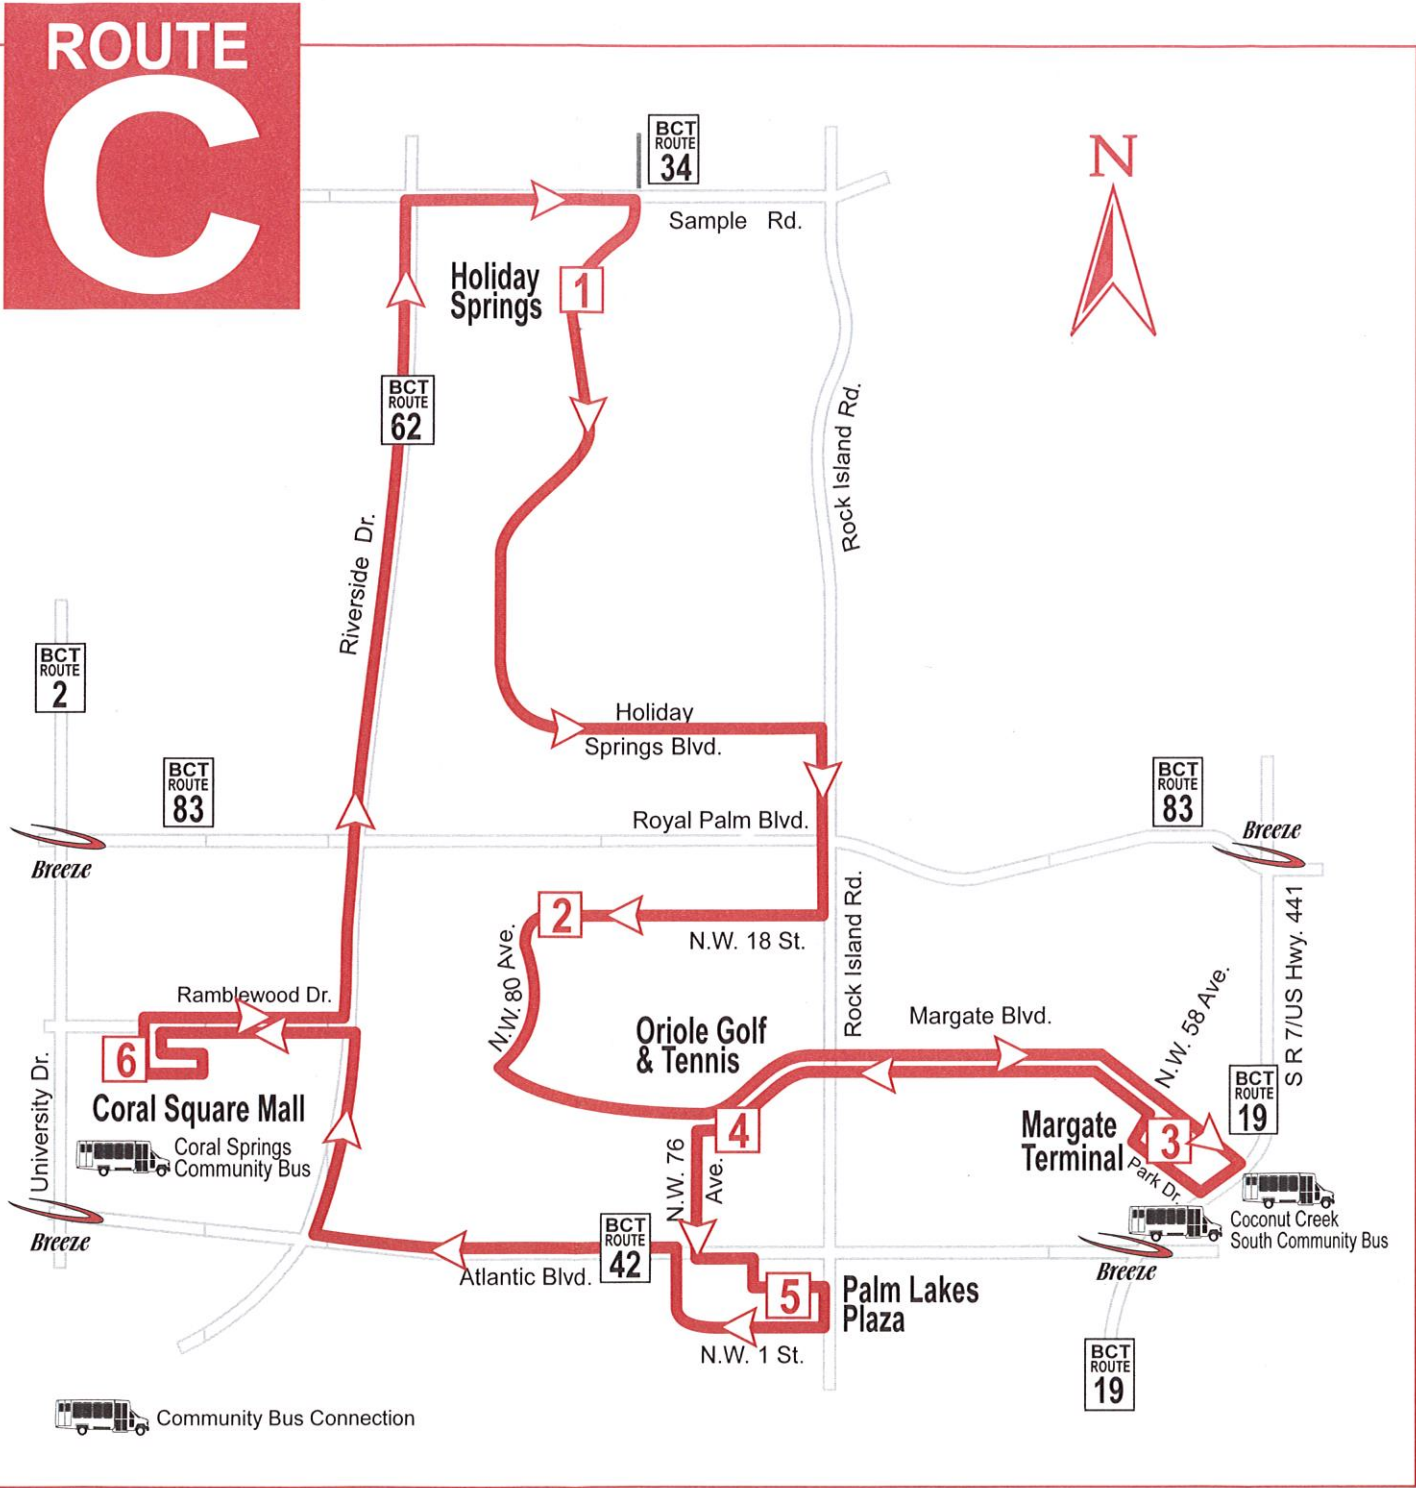 ROUTE
C
BCT
ROUTE
34
N
Sample Rd.
Holiday
Springs
1
BCT
ROUTE
62
Rock Island Rd.
Riverside Dr.
BCT
ROUTE
2
Holiday
Springs Blvd.
BCT
ROUTE
83
BCT
ROUTE
83
Royal Palm Blvd.
Breeze
Breeze
2
N.W. 18 St.
N.W. 80 Ave.
Rock Island Rd.
S R 7/US Hwy. 441
N.W. 58 Ave.
Ramblewood Dr.
Margate Blvd.
Oriole Golf
& Tennis
6
University Dr.
Coral Square Mall
Coral Springs
Community Bus
4
N.W. 76
Ave.
BCT
ROUTE
19
Margate
Terminal
3
Park Dr.
Coconut Creek
South Community Bus
Breeze
BCT
ROUTE
42
Atlantic Blvd.
Breeze
5
Palm Lakes
Plaza
N.W. 1 St.
BCT
ROUTE
19
Community Bus Connection